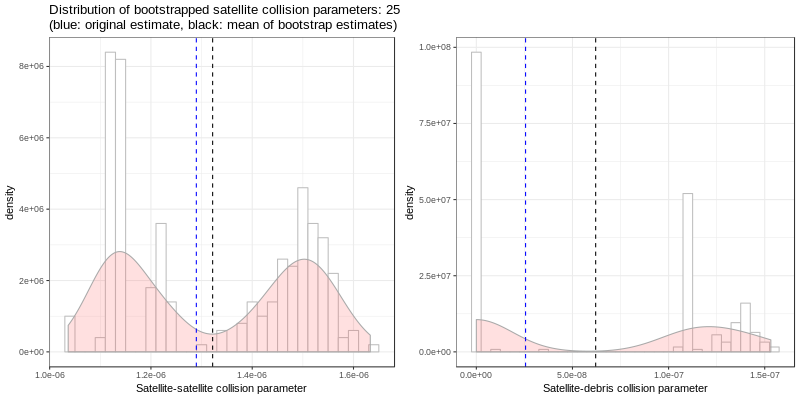 Distribution of bootstrapped satellite collision parameters: 25
(blue: original estimate, black: mean of bootstrap estimates)
density
8e+06
6e+06
4e+06
2e+06
0e+00
1.0e-06 1.2e-06 1.4e-06 1.6e-06
Satellite-satellite collision parameter
density
1.0e+08
7.5e+07
5.0e+07
2.5e+07
0.0e+00
0.0e+00 5.0e-08 1.0e-07 1.5e-07
Satellite-debris collision parameter